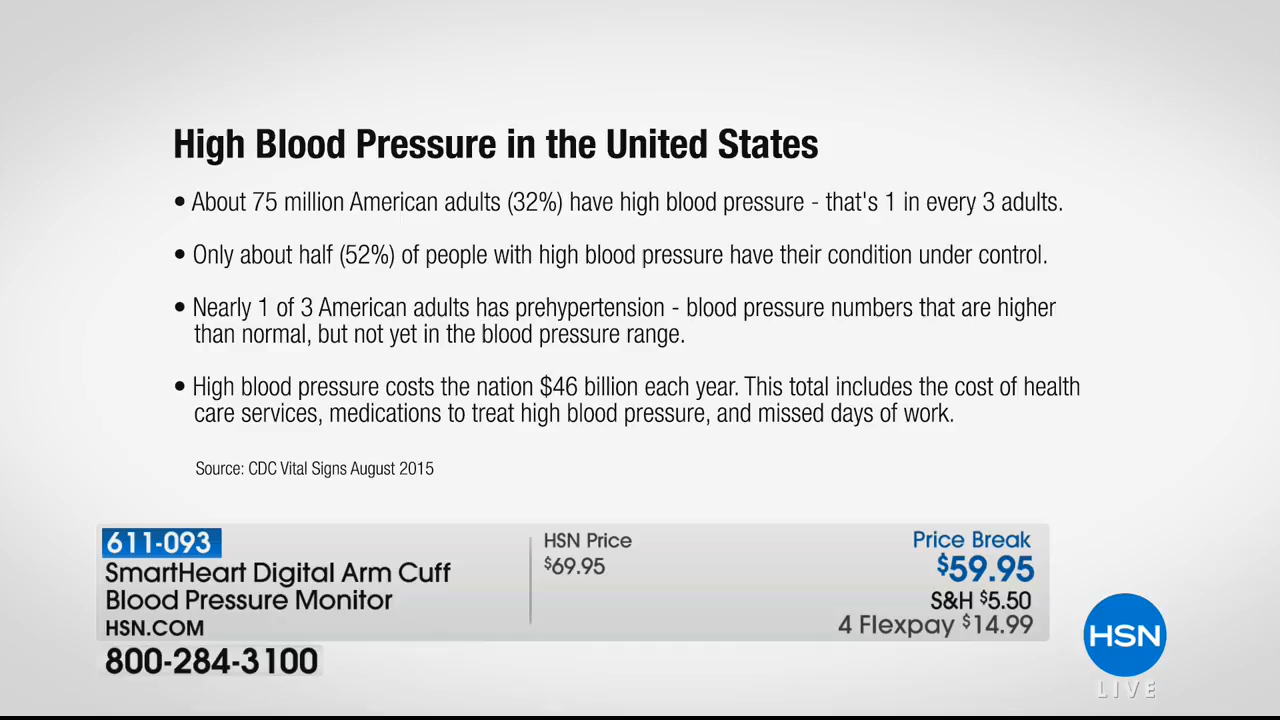 High Blood Pressure in the United States
• About 75 million American adults (32%) have high blood pressure - that's 1 in every 3 adults.
• Only about half (52%) of people with high blood pressure have their condition under control.
• Nearly 1 of 3 American adults has prehypertension - blood pressure numbers that are higher
than normal, but not yet in the blood pressure range.
• High blood pressure costs the nation $46 billion each year. This total includes the cost of health
care services, medications to treat high blood pressure, and missed days of work.
Source: CDC Vital Signs August 2015
611-093
SmartHeart Digital Arm Cuff
Blood Pressure Monitor
HSN.COM
800-284-3100
HSN Price
$69.95
Price Break
$59.95
S&H $5.50
4 Flexpay $14.99
HSN
LIVE